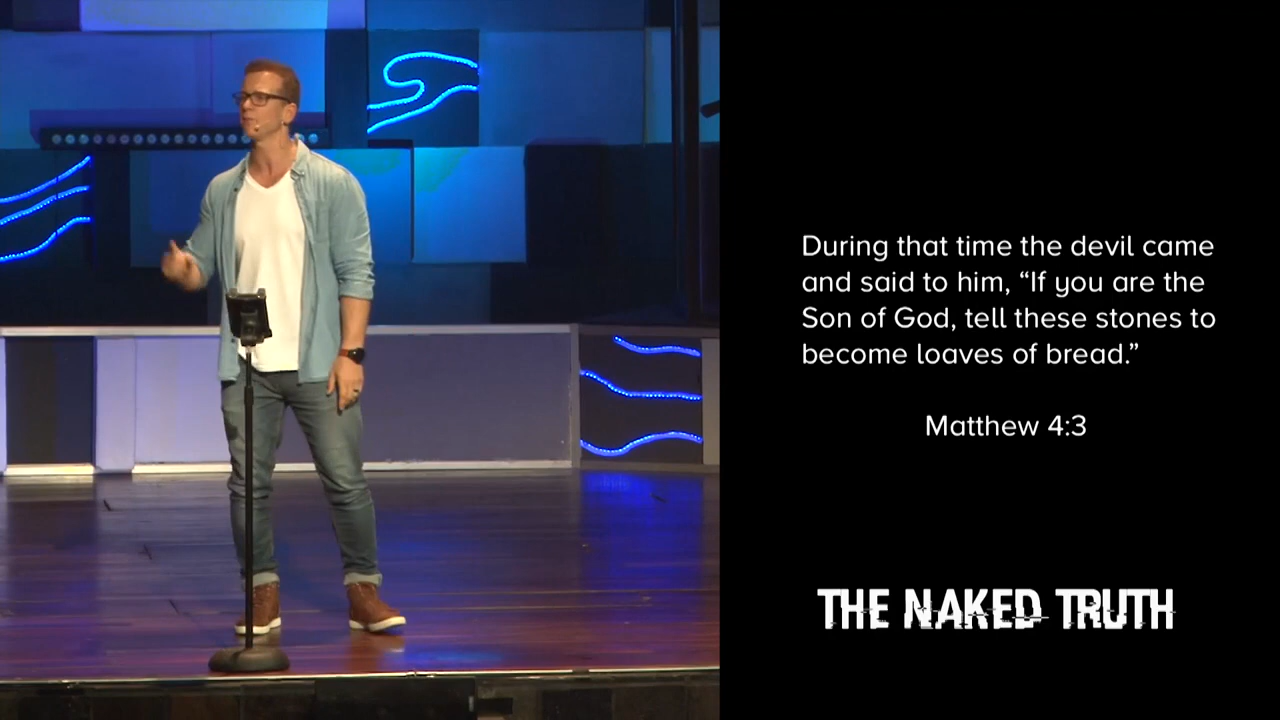 During that time the devil came
and said to him, “If you are the
Son of God, tell these stones to
become loaves of bread.”
Matthew 4:3
THE NAKED TRUTH